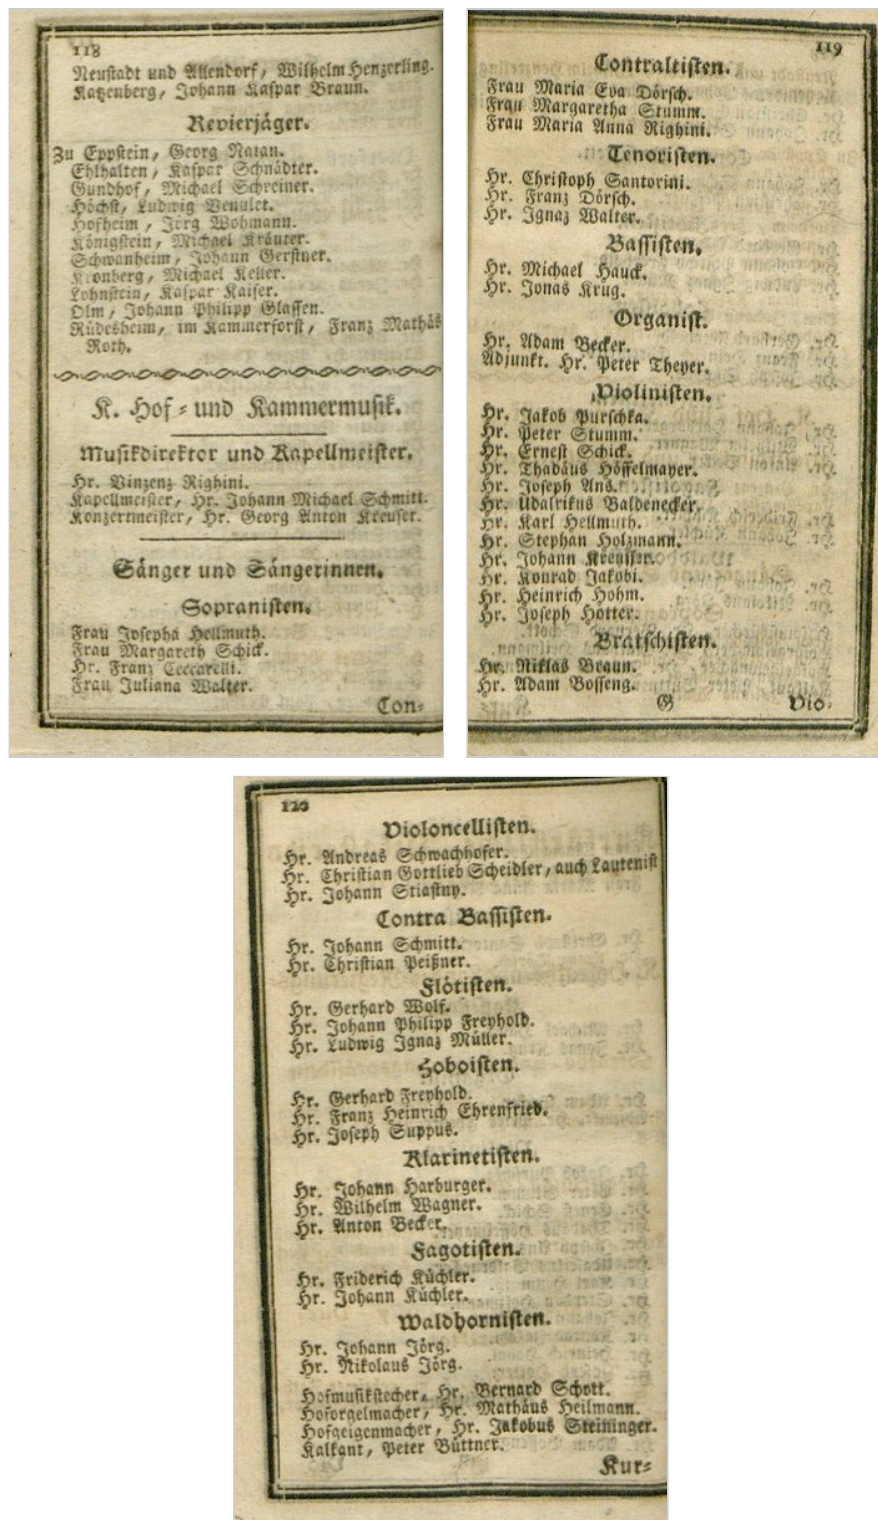 118
Neustadt und Allendorf, Wilhelm Henzerling.
Katzenberg, Johann Kaspar Braun.
Revierjäger.
Zu Eppstein, Georg Natan.
Ehlhalten, Kaspar Schnädter.
Gundhof, Michael Schreiner.
Höchst, Ludwig Venulet.
Hofheim, Jörg Wohmann.
Königstein, Michael Kräuter.
Schwanheim, Johann Gerstner.
Kronberg, Michael Keller.
Lohnstein, Kaspar Kaiser.
Olm, Johann Philipp Glassen.
Rüdesheim, im Kammerforst, Franz Mathäs
Roth.
K. Hof- und Kammermusik.
Musikdirektor und Kapellmeister.
Hr. Vinzenz Righini.
Kapellmeister, Hr. Johann Michael Schmitt.
Konzertmeister, Hr. Georg Anton Kreuser.
Sänger und Sängerinnen.
Sopranisten.
Frau Josepha Hellmuth.
Frau Margareth Schick.
Hr. Franz Ceccarelli.
Frau Juliana Walter.
Con-
119
Contraltisten.
Frau Maria Eva Dörsch.
Frau Margaretha Stumm.
Frau Maria Anna Righini.
Tenoristen.
Hr. Christoph Santorini.
Hr. Franz Dörsch.
Hr. Ignaz Walter.
Bassisten.
Hr. Michael Hauck.
Hr. Jonas Krug.
Organist.
Hr. Adam Becker.
Adjunkt. Hr. Peter Theyer.
Violinisten.
Hr. Jakob Purschka.
Hr. Peter Stumm.
Hr. Ernest Schick.
Hr. Thadäus Höffelmayer.
Hr. Joseph Ans.
Hr. Udalrikus Baldenecker.
Hr. Karl Hellmuth.
Hr. Stephan Holzmann.
Hr. Johann Kreusser.
Hr. Konrad Jakobi.
Hr. Heinrich Hohm.
Hr. Joseph Hotter.
Bratschisten.
Hr. Niklas Braun.
Hr. Adam Bosseng.
G Vio-
120
Violoncellisten.
Hr. Andreas Schwachhofer.
Hr. Christian Gottlieb Scheidler, auch Lautenist
Hr. Johann Stiastny.
Contra Bassisten.
Hr. Johann Schmitt.
Hr. Christian Peißner.
Flötisten.
Hr. Gerhard Wolf.
Hr. Johann Philipp Freyhold.
Hr. Ludwig Ignaz Müller.
Hoboisten.
Hr. Gerhard Freyhold.
Hr. Franz Heinrich Ehrenfried.
Hr. Joseph Suppus.
Klarinetisten.
Hr. Johann Harburger.
Hr. Wilhelm Wagner.
Hr. Anton Becker.
Fagotisten.
Hr. Friderich Küchler.
Hr. Johann Küchler.
Waldhornisten.
Hr. Johann Jörg.
Hr. Nikolaus Jörg.
Hofmusikstecher, Hr. Bernard Schott.
Hoforgelmacher, Hr. Mathäus Heilmann.
Hofgeigenmacher, Hr. Jakobus Steininger.
Kalkant, Peter Büttner.
Kur-